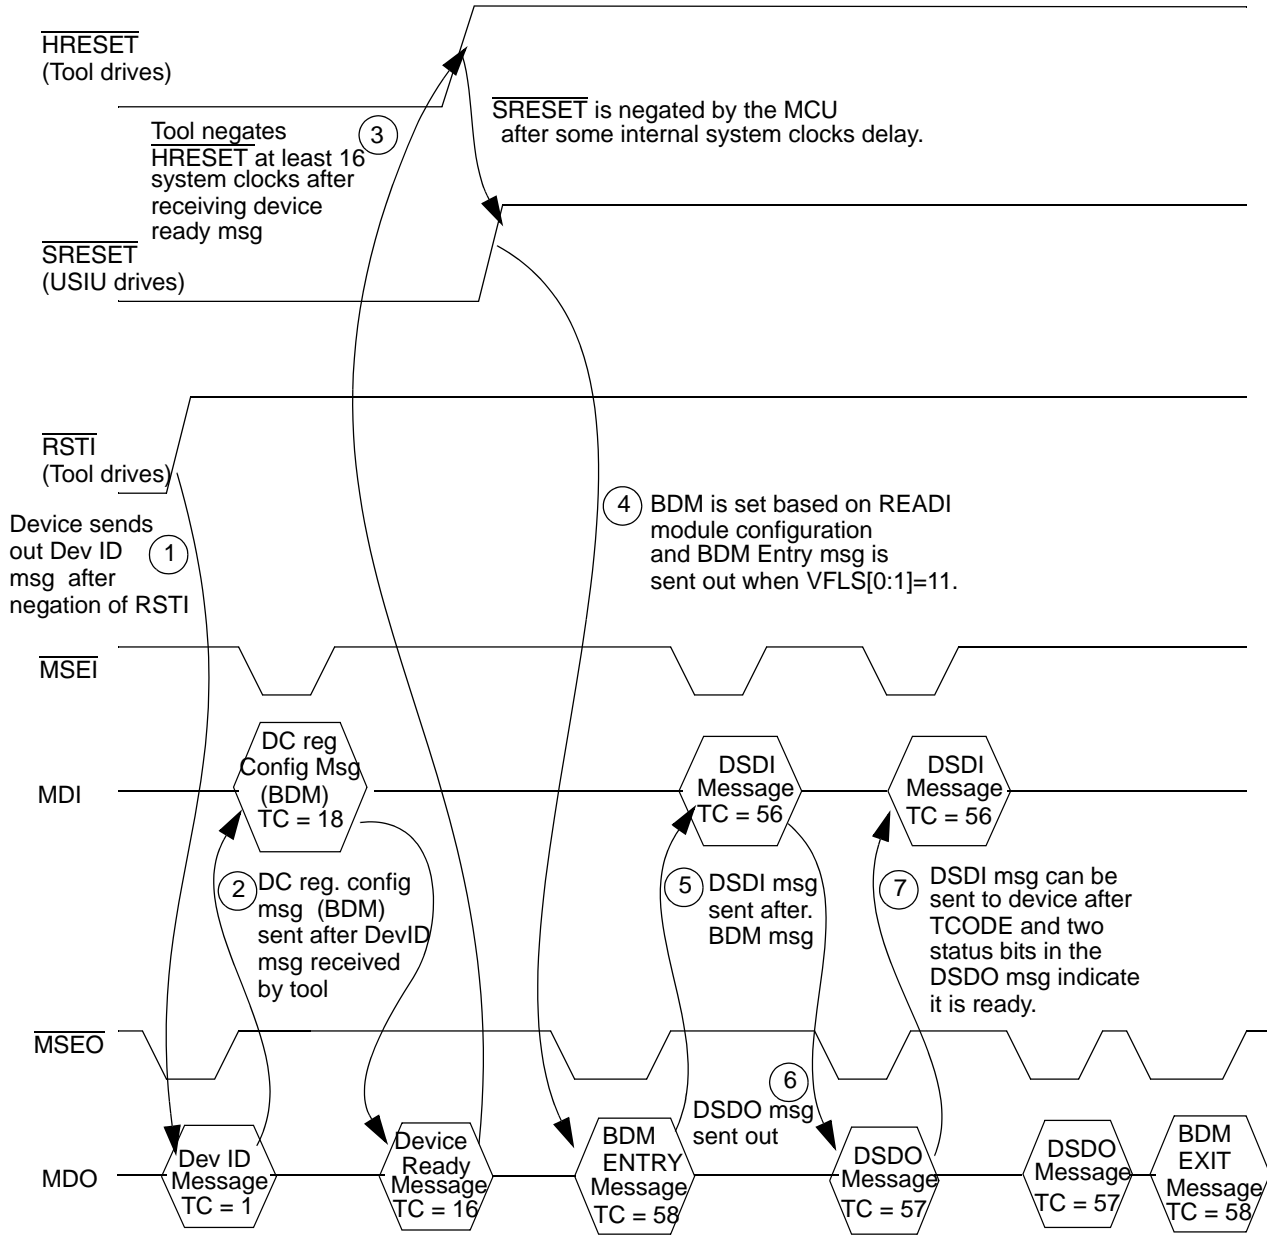 HRESET
(Tool drives)
Tool negates
HRESET at least 16
system clocks after
receiving device
ready msg
3
SRESET is negated by the MCU
after some internal system clocks delay.
SRESET
(USIU drives)
RSTI
(Tool drives)
Device sends
out Dev ID
msg after
negation of RSTI
1
4
BDM is set based on READI
module configuration
and BDM Entry msg is
sent out when VFLS[0:1]=11.
MSEI
MDI
DC reg
Config Msg
(BDM)
TC = 18
DSDI
Message
TC = 56
DSDI
Message
TC = 56
2
DC reg. config
msg (BDM)
sent after DevID
msg received
by tool
5
DSDI msg
sent after.
BDM msg
7
DSDI msg can be
sent to device after
TCODE and two
status bits in the
DSDO msg indicate
it is ready.
MSEO
6
DSDO msg
sent out
MDO
Dev ID
Message
TC = 1
Device
Ready
Message
TC = 16
BDM
ENTRY
Message
TC = 58
DSDO
Message
TC = 57
DSDO
Message
TC = 57
BDM
EXIT
Message
TC = 58